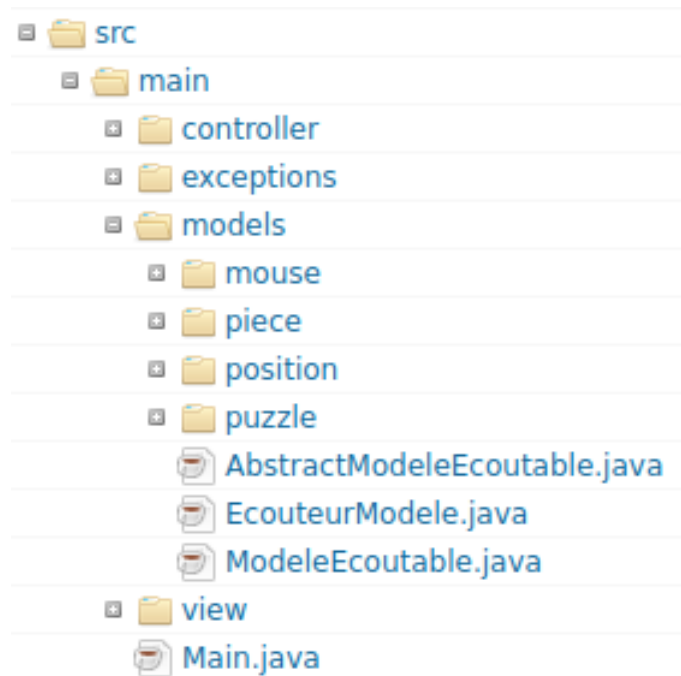 src
main
controller
exceptions
models
mouse
piece
position
puzzle
AbstractModeleEcoutable.java
EcouteurModele.java
ModeleEcoutable.java
view
Main.java